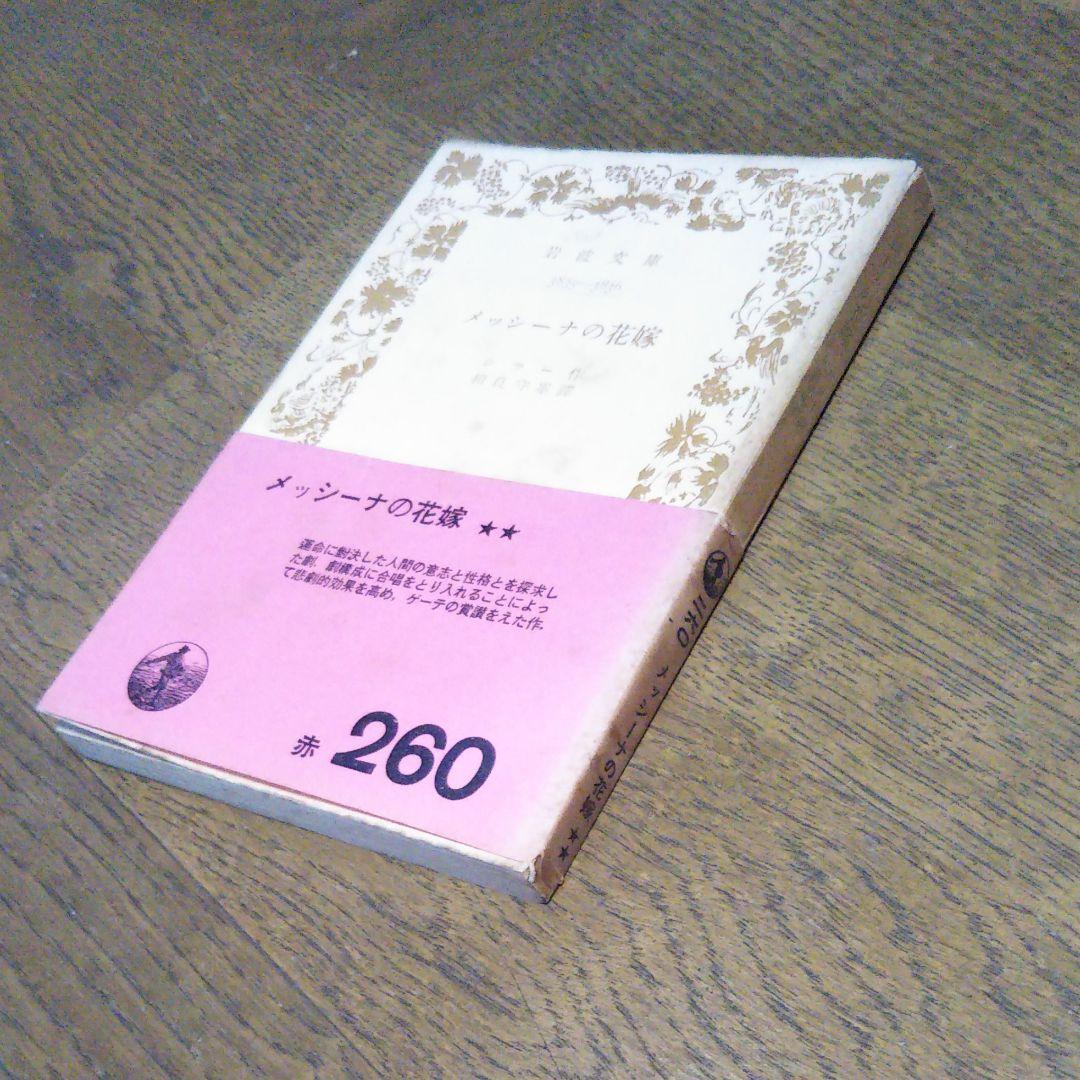 岩波文庫
メッシーナの花嫁
シラー作
相良守峯譯
メッシーナの花嫁 ★★
運命に對決した人間の意志と性格とを探求し
た劇．劇構成に合唱をとり入れることによっ
て悲劇的効果を高め，ゲーテの賞讃をえた作．
赤 260
メッシーナの花嫁 ★★